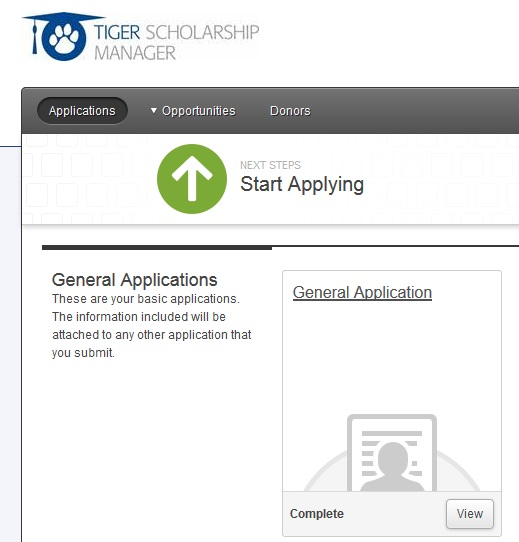 TIGER SCHOLARSHIP
MANAGER
Applications
Opportunities
Donors
NEXT STEPS
Start Applying
General Applications
These are your basic applications.
The information included will be
attached to any other application that
you submit.
General Application
Complete
View